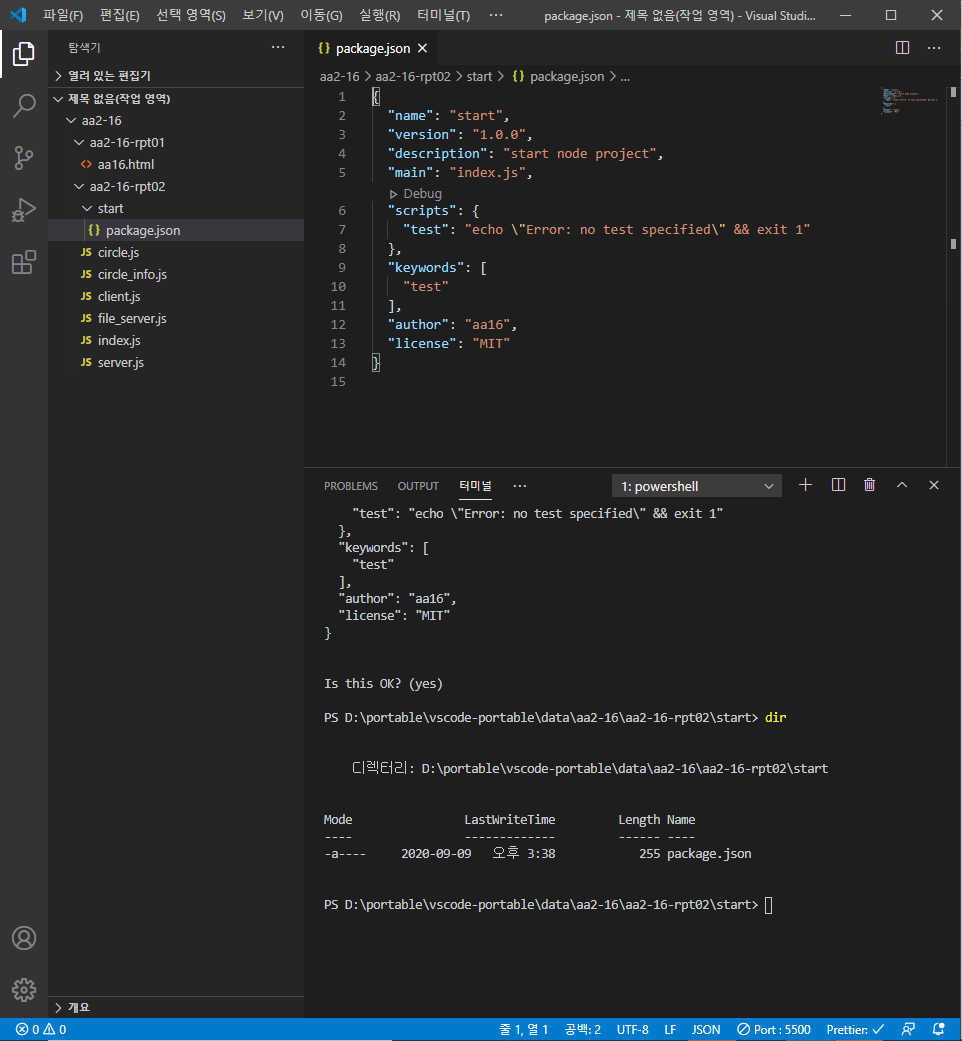 파일(F) 편집(E) 선택 영역(S) 보기(V) 이동(G) 실행(R) 터미널(T) ··· package.json - 제목 없음(작업 영역) - Visual Studi...
탐색기 ···
열려 있는 편집기
제목 없음(작업 영역)
aa2-16
aa2-16-rpt01
<> aa16.html
aa2-16-rpt02
start
{} package.json
JS circle.js
JS circle_info.js
JS client.js
JS file_server.js
JS index.js
JS server.js
개요
{} package.json
aa2-16 > aa2-16-rpt02 > start > {} package.json > ...
1 {
2 "name": "start",
3 "version": "1.0.0",
4 "description": "start node project",
5 "main": "index.js",
Debug
6 "scripts": {
7 "test": "echo \"Error: no test specified\" && exit 1"
8 },
9 "keywords": [
10 "test"
11 ],
12 "author": "aa16",
13 "license": "MIT"
14 }
15
PROBLEMS OUTPUT 터미널 ··· 1: powershell
"test": "echo \"Error: no test specified\" && exit 1"
},
"keywords": [
"test"
],
"author": "aa16",
"license": "MIT"
}
Is this OK? (yes)
PS D:\portable\vscode-portable\data\aa2-16\aa2-16-rpt02\start> dir
디렉터리: D:\portable\vscode-portable\data\aa2-16\aa2-16-rpt02\start
Mode LastWriteTime Length Name
---- ------------- ------ ----
-a---- 2020-09-09 오후 3:38 255 package.json
PS D:\portable\vscode-portable\data\aa2-16\aa2-16-rpt02\start>
0 0 줄 1, 열 1 공백: 2 UTF-8 LF JSON Port : 5500 Prettier: ✓